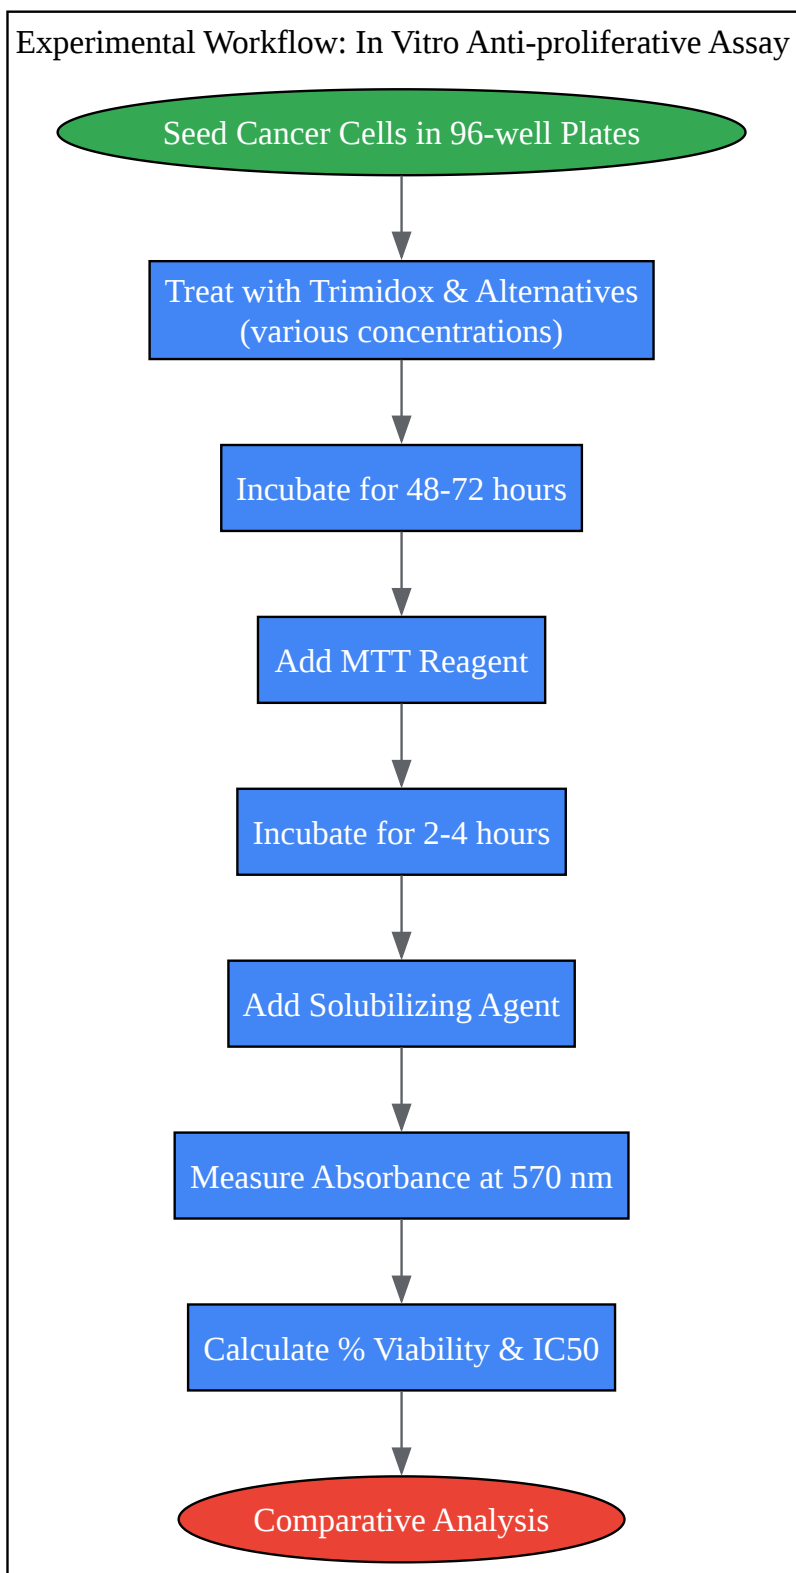 Experimental Workflow: In Vitro Anti-proliferative Assay
Seed Cancer Cells in 96-well Plates
Treat with Trimidox & Alternatives
(various concentrations)
Incubate for 48-72 hours
Add MTT Reagent
Incubate for 2-4 hours
Add Solubilizing Agent
Measure Absorbance at 570 nm
Calculate % Viability & IC50
Comparative Analysis